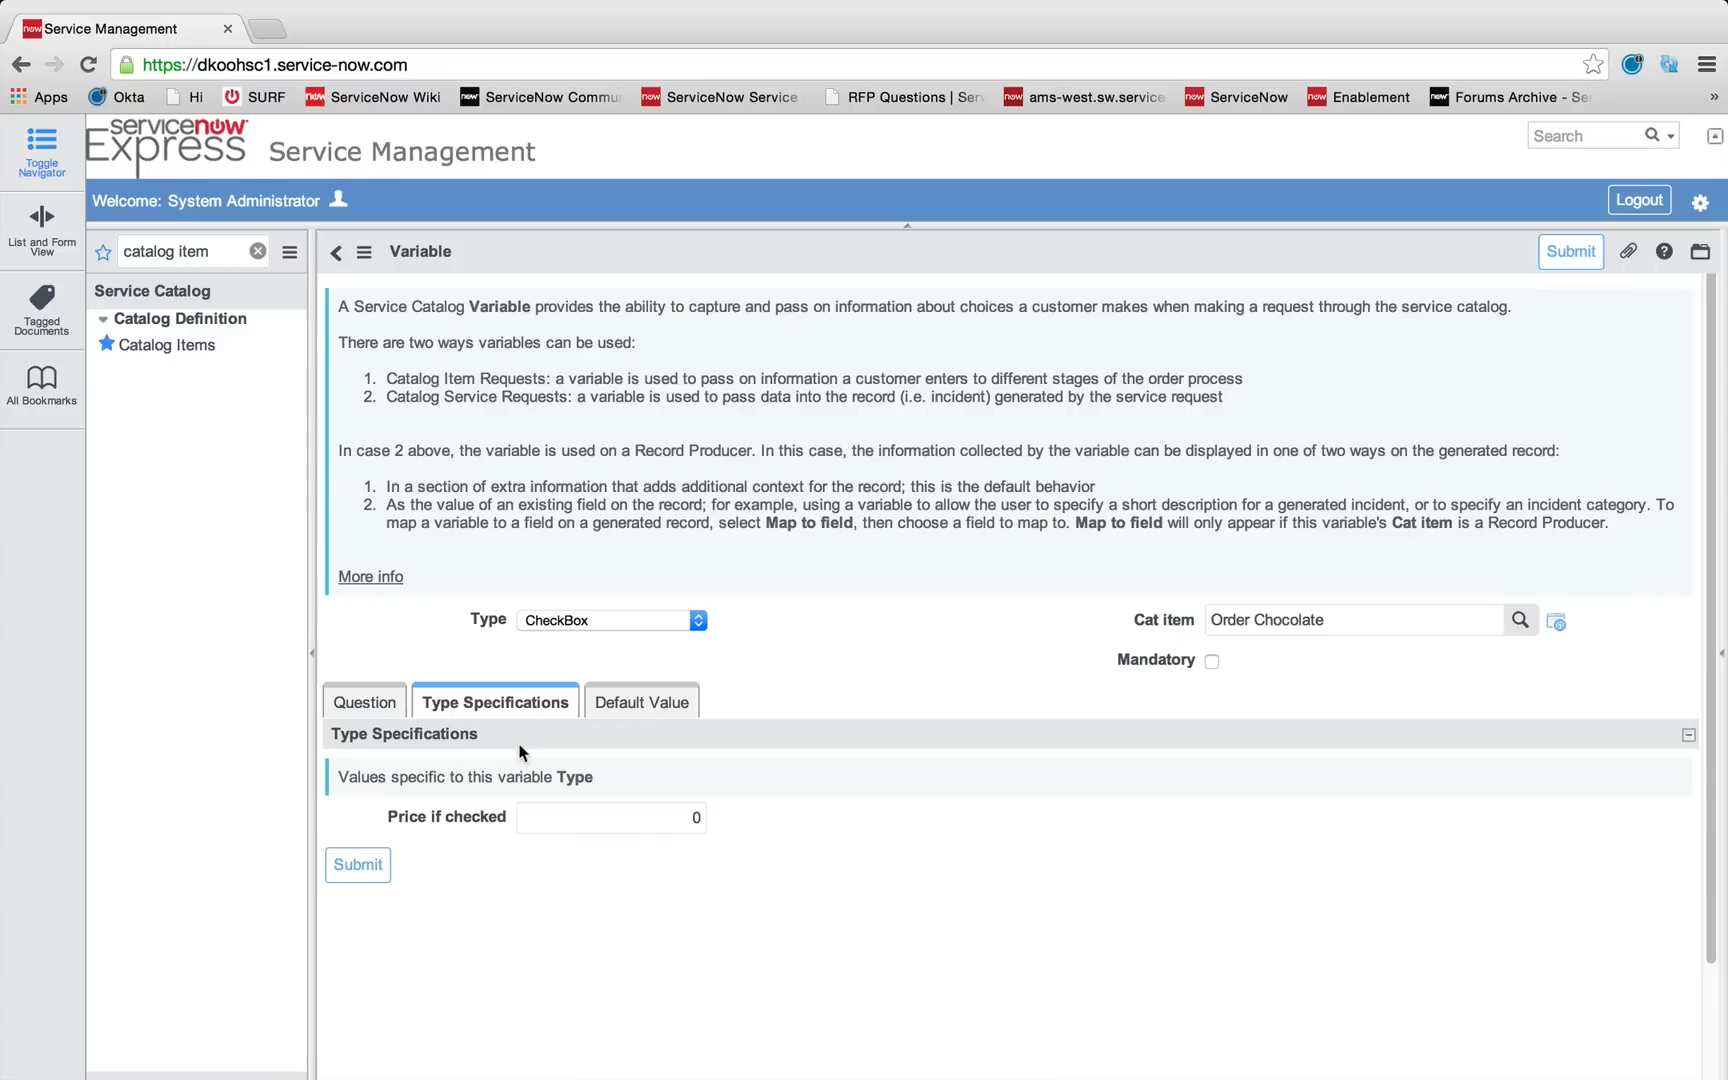 now Service Management
https://dkoohsc1.service-now.com
Apps Okta Hi SURF now ServiceNow Wiki now ServiceNow Commu now ServiceNow Service RFP Questions | Serv now ams-west.sw.service now ServiceNow now Enablement now Forums Archive - Se »
Toggle Navigator
List and Form View
Tagged Documents
All Bookmarks
servicenow
Express
Service Management
Search
Welcome: System Administrator
Logout
catalog item
Service Catalog
Catalog Definition
Catalog Items
Variable
Submit
A Service Catalog Variable provides the ability to capture and pass on information about choices a customer makes when making a request through the service catalog.
There are two ways variables can be used:
1. Catalog Item Requests: a variable is used to pass on information a customer enters to different stages of the order process
2. Catalog Service Requests: a variable is used to pass data into the record (i.e. incident) generated by the service request
In case 2 above, the variable is used on a Record Producer. In this case, the information collected by the variable can be displayed in one of two ways on the generated record:
1. In a section of extra information that adds additional context for the record; this is the default behavior
2. As the value of an existing field on the record; for example, using a variable to allow the user to specify a short description for a generated incident, or to specify an incident category. To
map a variable to a field on a generated record, select Map to field, then choose a field to map to. Map to field will only appear if this variable's Cat item is a Record Producer.
More info
Type CheckBox
Cat item Order Chocolate
Mandatory
Question Type Specifications Default Value
Type Specifications
Values specific to this variable Type
Price if checked 0
Submit